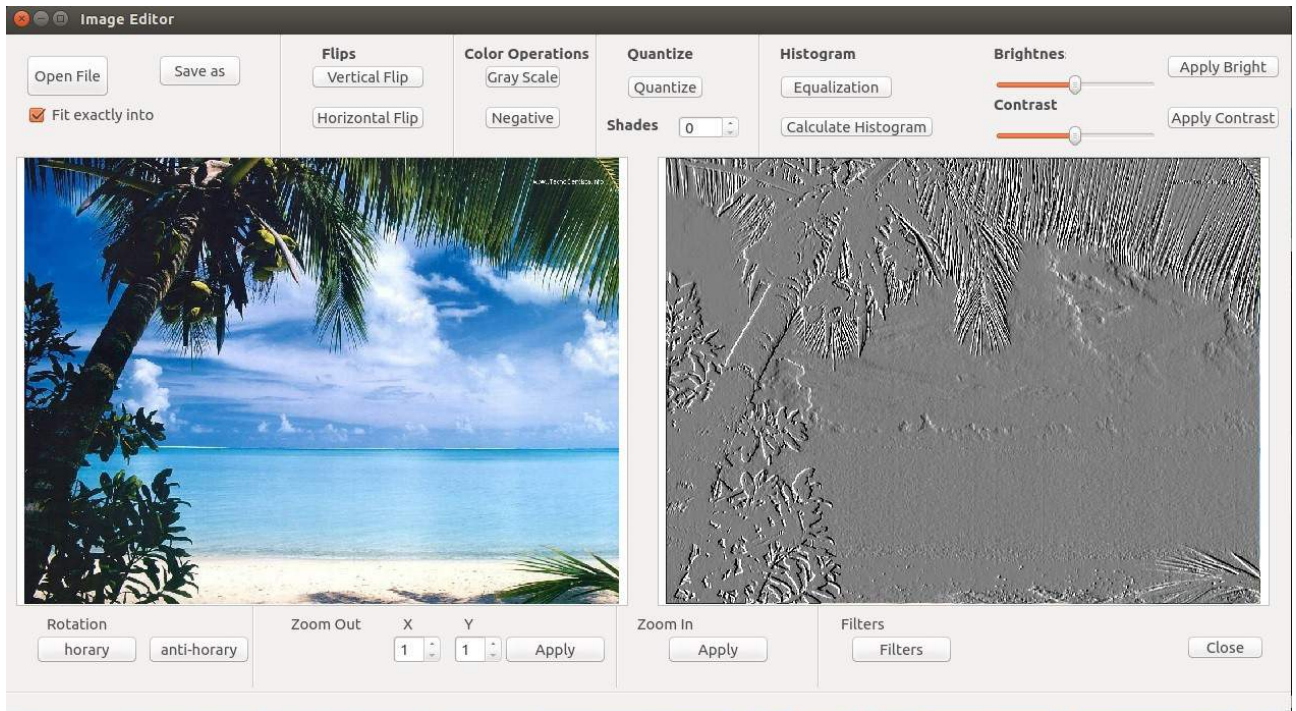 Image Editor
Open File
Save as
Fit exactly into
Flips
Vertical Flip
Horizontal Flip
Color Operations
Gray Scale
Negative
Quantize
Quantize
Shades 0
Histogram
Equalization
Calculate Histogram
Brightnes
Apply Bright
Contrast
Apply Contrast
Rotation
horary anti-horary
Zoom Out X Y
1 1 Apply
Zoom In
Apply
Filters
Filters
Close